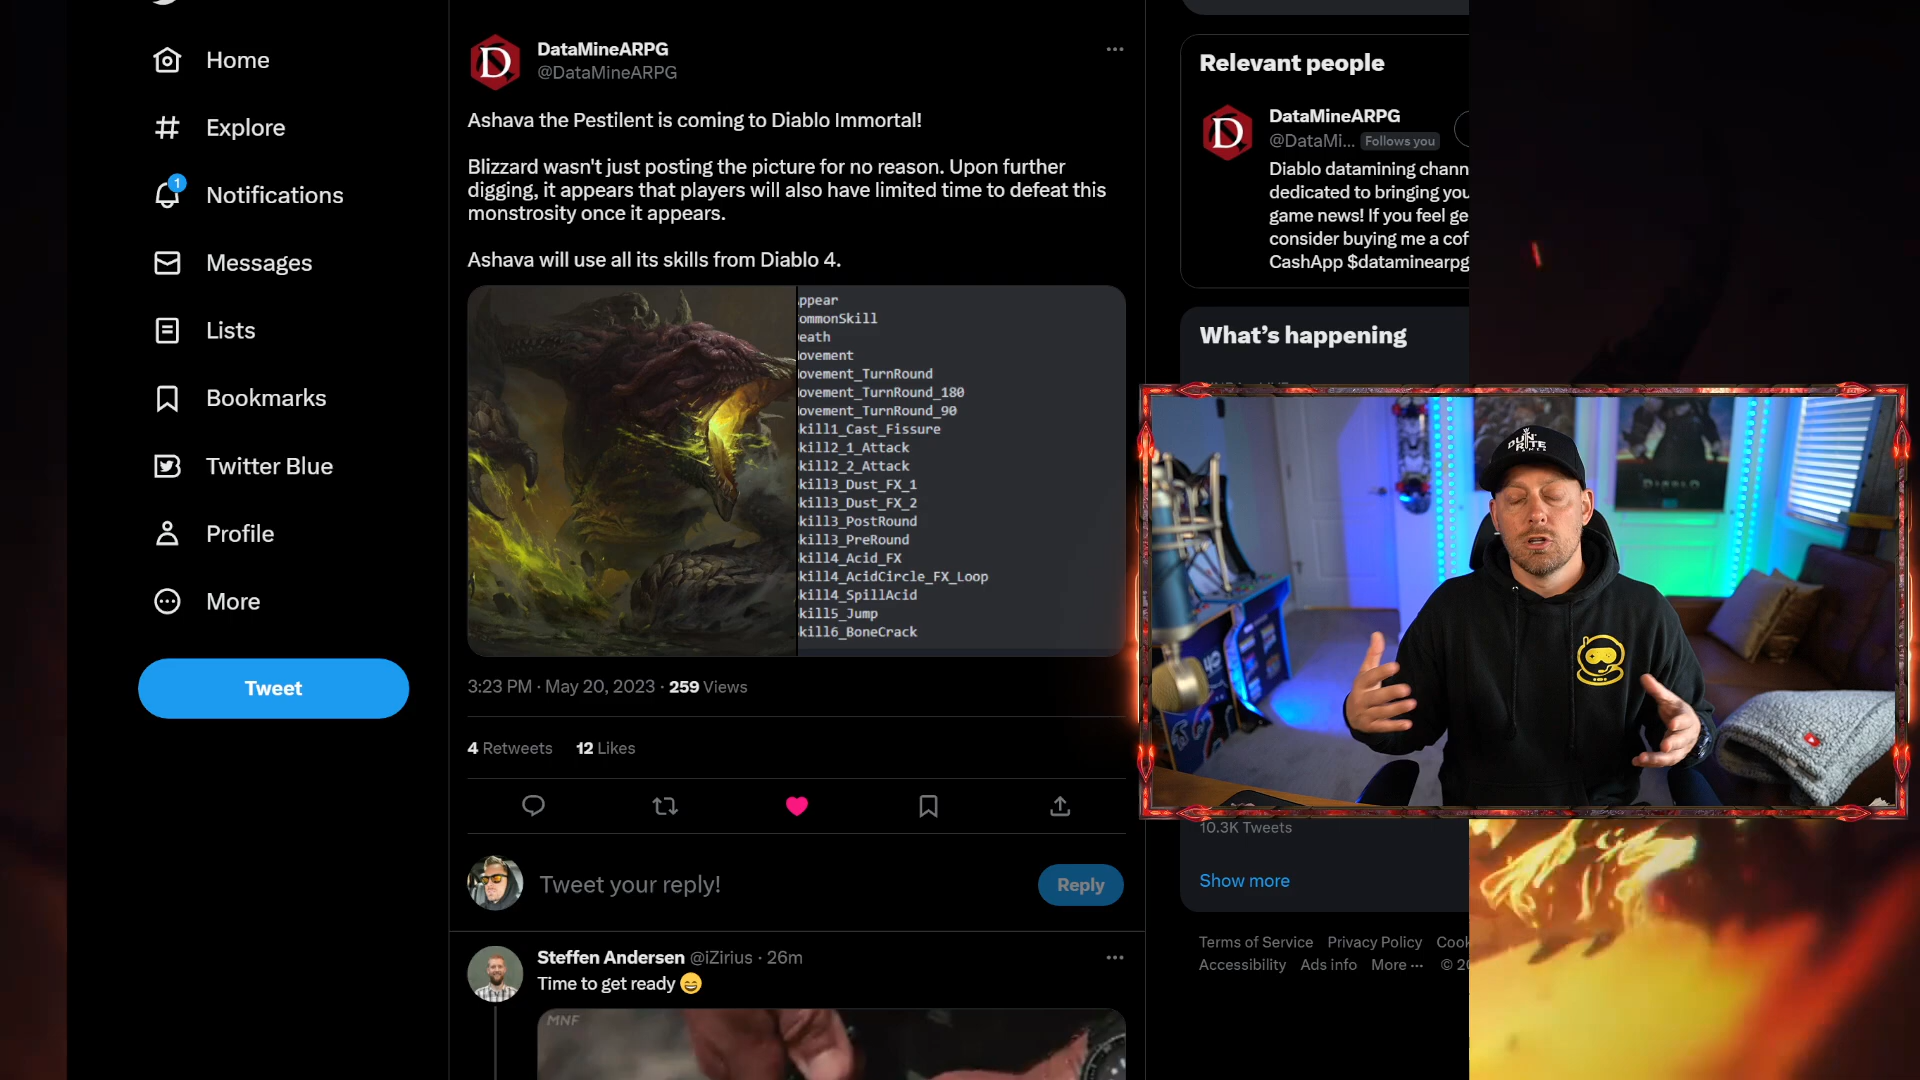 Home
Explore
1
Notifications
Messages
Lists
Bookmarks
Twitter Blue
Profile
More
Tweet
DataMineARPG
@DataMineARPG
Ashava the Pestilent is coming to Diablo Immortal!
Blizzard wasn't just posting the picture for no reason. Upon further
digging, it appears that players will also have limited time to defeat this
monstrosity once it appears.
Ashava will use all its skills from Diablo 4.
ppear
ommonSkill
eath
ovement
ovement_TurnRound
ovement_TurnRound_180
ovement_TurnRound_90
kill1_Cast_Fissure
kill2_1_Attack
kill2_2_Attack
kill3_Dust_FX_1
kill3_Dust_FX_2
kill3_PostRound
kill3_PreRound
kill4_Acid_FX
kill4_AcidCircle_FX_Loop
kill4_SpillAcid
kill5_Jump
kill6_BoneCrack
3:23 PM · May 20, 2023 · 259 Views
4 Retweets 12 Likes
Tweet your reply!
Reply
Steffen Andersen @iZirius · 26m
Time to get ready 😄
MNF
Relevant people
DataMineARPG
@DataMi... Follows you
Diablo datamining chann
dedicated to bringing you
game news! If you feel ge
consider buying me a cof
CashApp $dataminearpg
What's happening
DIABLO
10.3K Tweets
Show more
Terms of Service Privacy Policy Cook
Accessibility Ads info More ··· © 20